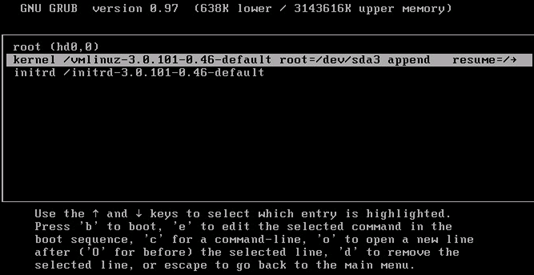 GNU GRUB  version 0.97  (638K lower / 3143616K upper memory)
root (hd0,0)
kernel /vmlinuz-3.0.101-0.46-default root=/dev/sda3 append   resume=/→
initrd /initrd-3.0.101-0.46-default
Use the ↑ and ↓ keys to select which entry is highlighted.
Press 'b' to boot, 'e' to edit the selected command in the
boot sequence, 'c' for a command-line, 'o' to open a new line
after ('O' for before) the selected line, 'd' to remove the
selected line, or escape to go back to the main menu.